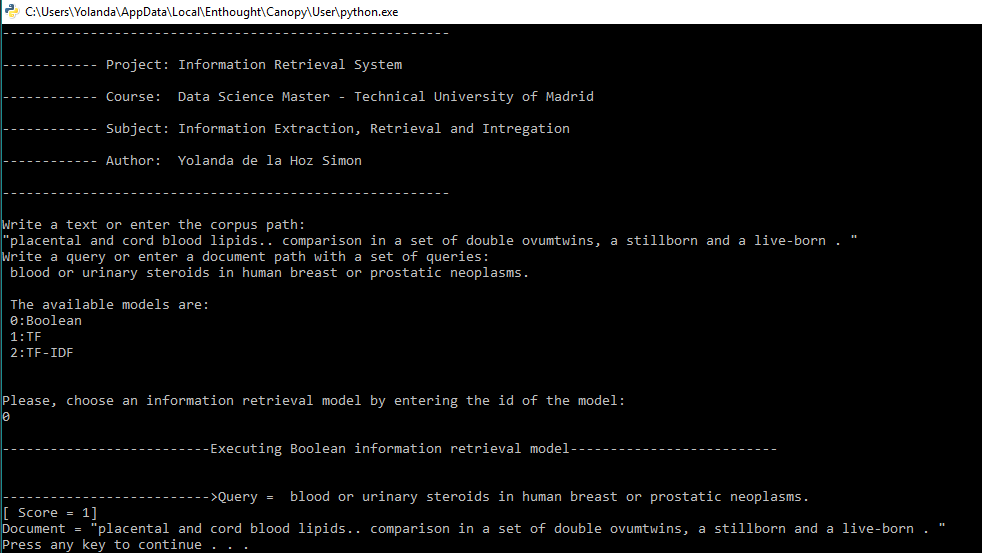 C:\Users\Yolanda\AppData\Local\Enthought\Canopy\User\python.exe
--------------------------------------------------------
------------ Project: Information Retrieval System
------------ Course:  Data Science Master - Technical University of Madrid
------------ Subject: Information Extraction, Retrieval and Intregation
------------ Author:  Yolanda de la Hoz Simon
--------------------------------------------------------
Write a text or enter the corpus path:
"placental and cord blood lipids.. comparison in a set of double ovumtwins, a stillborn and a live-born . "
Write a query or enter a document path with a set of queries:
 blood or urinary steroids in human breast or prostatic neoplasms.
 The available models are:
 0:Boolean
 1:TF
 2:TF-IDF
Please, choose an information retrieval model by entering the id of the model:
0
--------------------------Executing Boolean information retrieval model--------------------------
-------------------------->Query =  blood or urinary steroids in human breast or prostatic neoplasms.
[ Score = 1]
Document = "placental and cord blood lipids.. comparison in a set of double ovumtwins, a stillborn and a live-born . "
Press any key to continue . . .